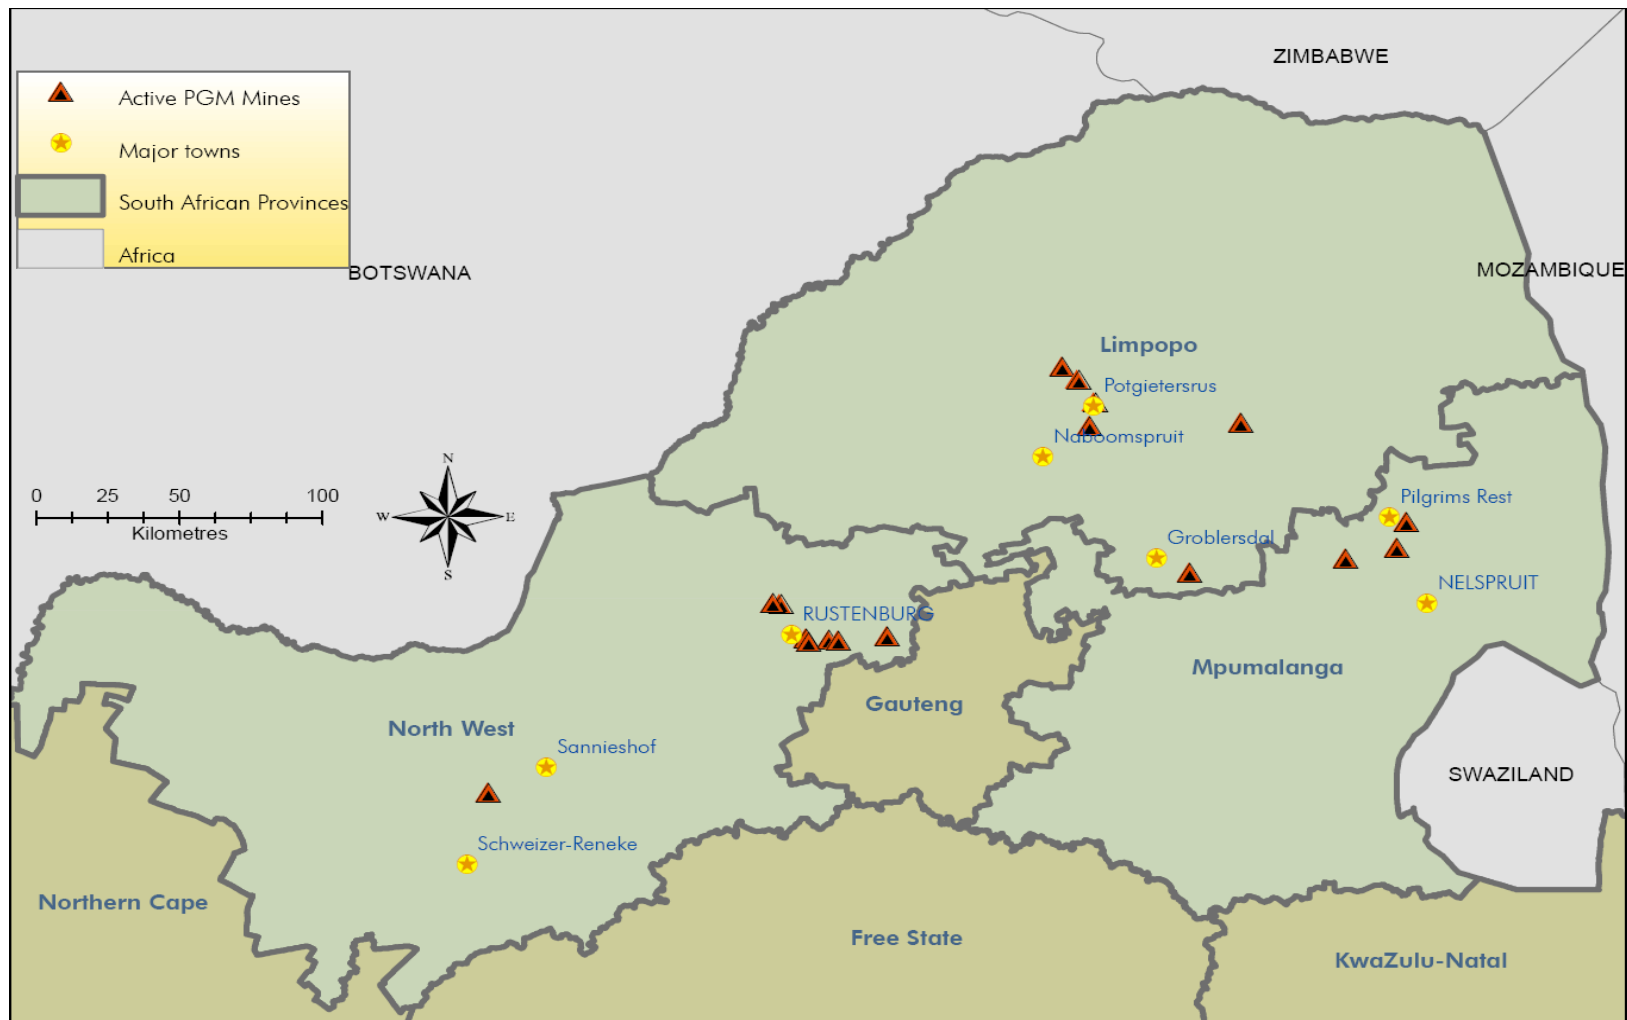 ZIMBABWE
Active PGM Mines
Major towns
South African Provinces
Africa
BOTSWANA
MOZAMBIQUE
Limpopo
Potgietersrus
Naboomspruit
N
W
E
S
0 25 50 100
Kilometres
Pilgrims Rest
Groblersdal
NELSPRUIT
RUSTENBURG
Mpumalanga
Gauteng
North West
Sannieshof
SWAZILAND
Schweizer-Reneke
Northern Cape
Free State
KwaZulu-Natal